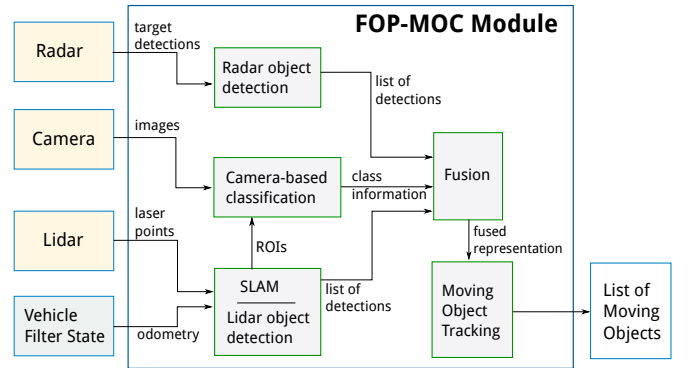 FOP-MOC Module
Radar
target
detections
Radar object
detection
list of
detections
Camera
images
Camera-based
classification
class
information
Fusion
Lidar
laser
points
ROIs
fused
representation
SLAM
Lidar object
detection
list of
detections
Vehicle
Filter State
odometry
Moving
Object
Tracking
List of
Moving
Objects